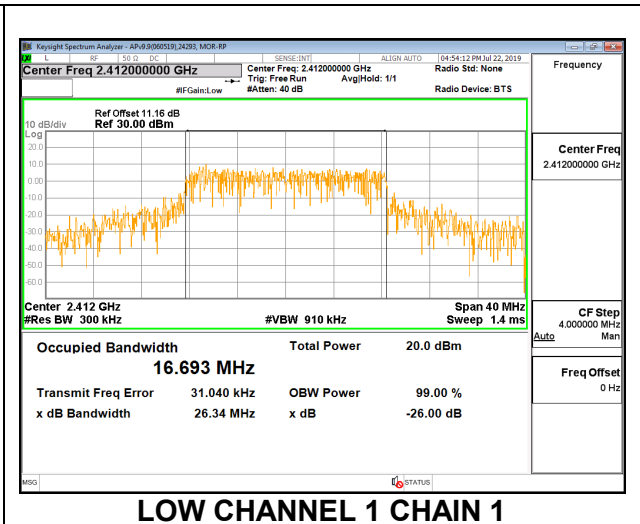 Keysight Spectrum Analyzer - APv9.9(060519),24293, MOR-RP
L RF 50 Ω DC SENSE:INT ALIGN AUTO 04:54:12 PM Jul 22, 2019
Center Freq 2.412000000 GHz
Center Freq: 2.412000000 GHz
Radio Std: None
Trig: Free Run Avg|Hold: 1/1
#IFGain:Low #Atten: 40 dB Radio Device: BTS
Frequency
Ref Offset 11.16 dB
10 dB/div Ref 30.00 dBm
Log
20.0
10.0
0.00
-10.0
-20.0
-30.0
-40.0
-50.0
-60.0
Center 2.412 GHz Span 40 MHz
#Res BW 300 kHz #VBW 910 kHz Sweep 1.4 ms
Occupied Bandwidth Total Power 20.0 dBm
16.693 MHz
Transmit Freq Error 31.040 kHz OBW Power 99.00 %
x dB Bandwidth 26.34 MHz x dB -26.00 dB
Center Freq
2.412000000 GHz
CF Step
4.000000 MHz
Auto Man
Freq Offset
0 Hz
MSG STATUS
LOW CHANNEL 1 CHAIN 1